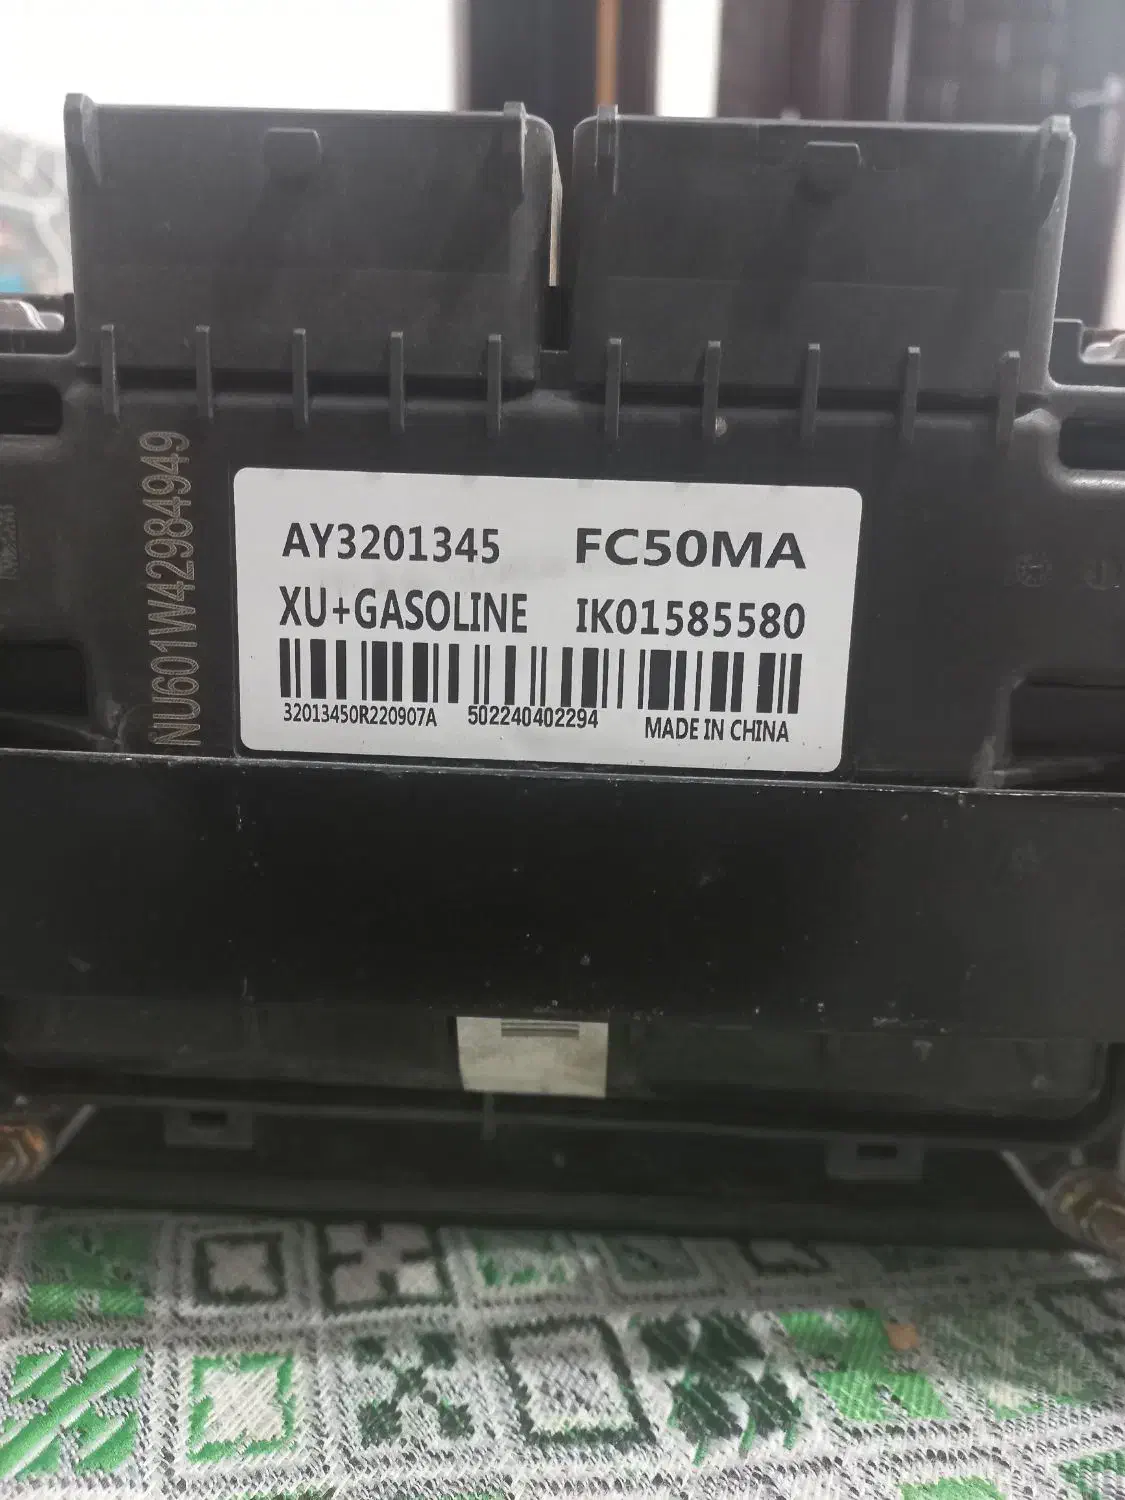 AY3201345 FC50MA
XU+GASOLINE IK01585580
32013450R220907A 502240402294 MADE IN CHINA
NU601W42984949